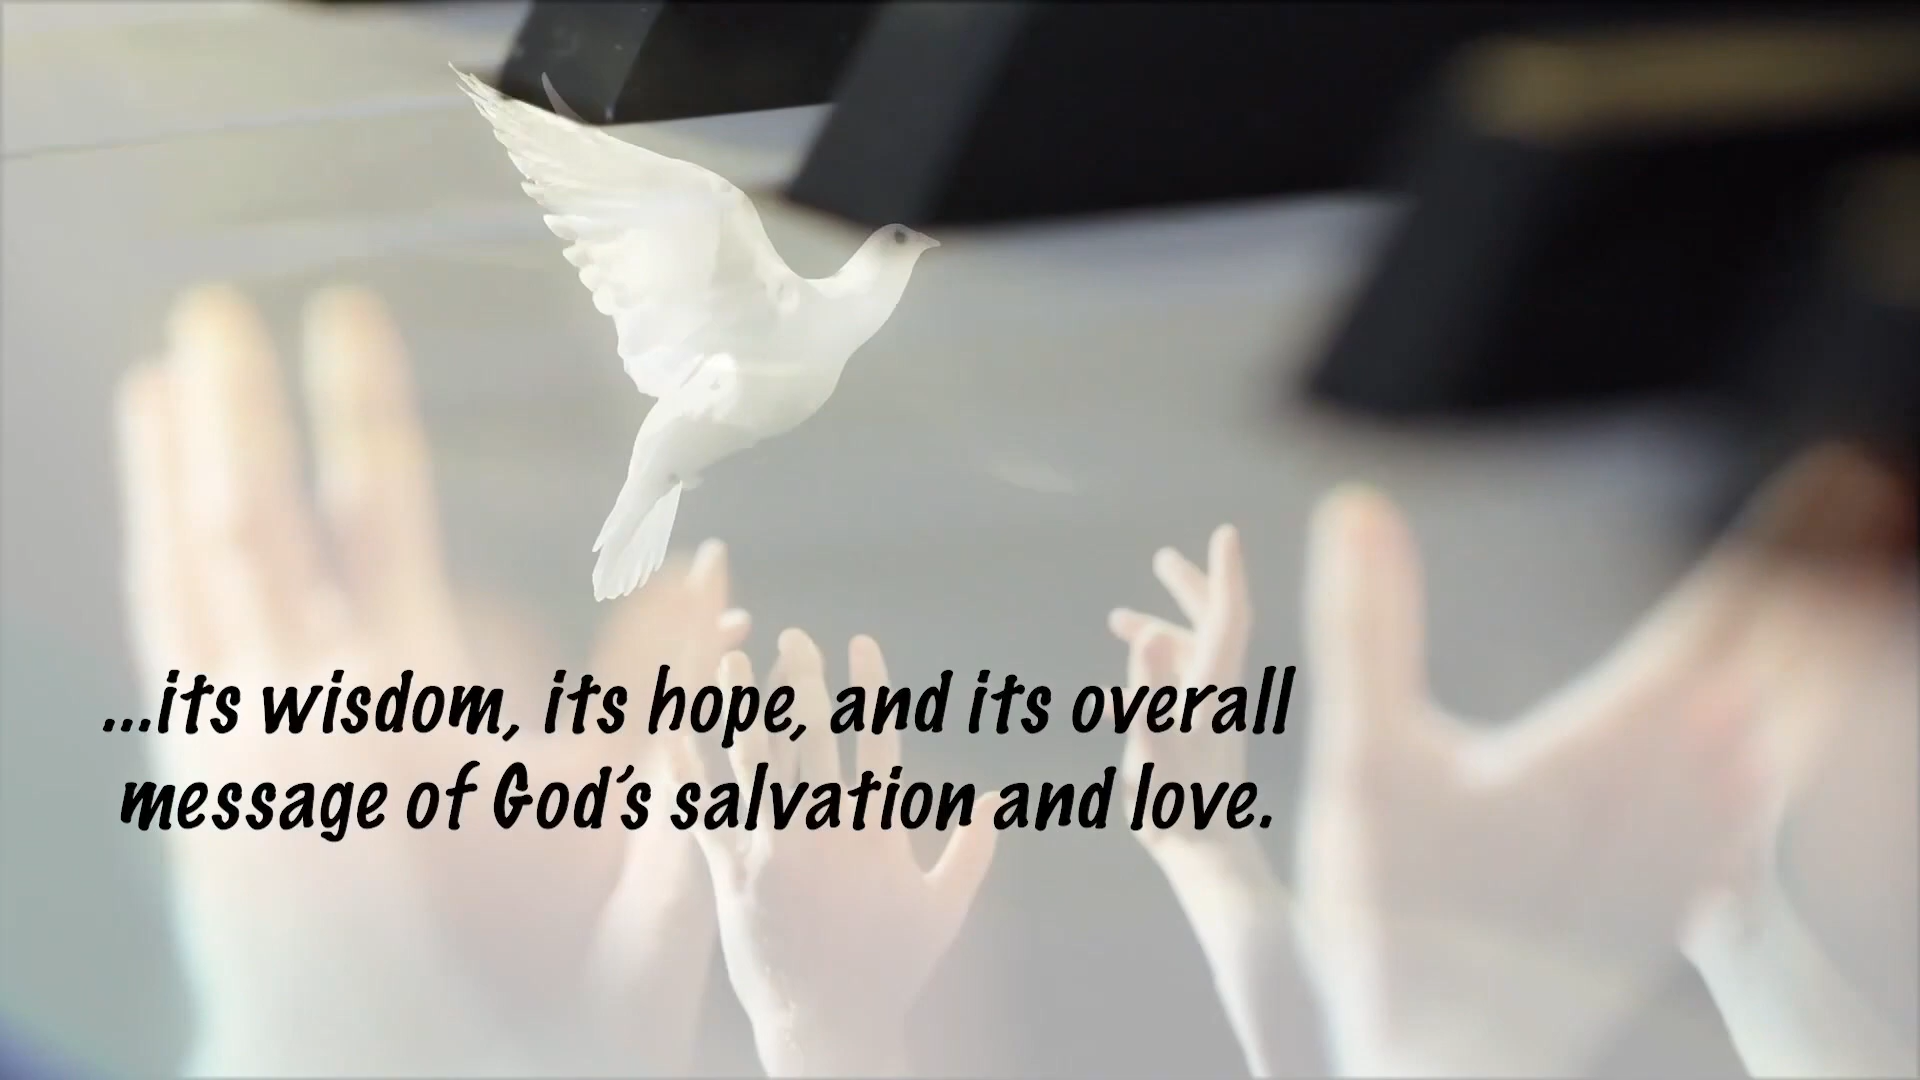 ...its wisdom, its hope, and its overall
message of God's salvation and love.